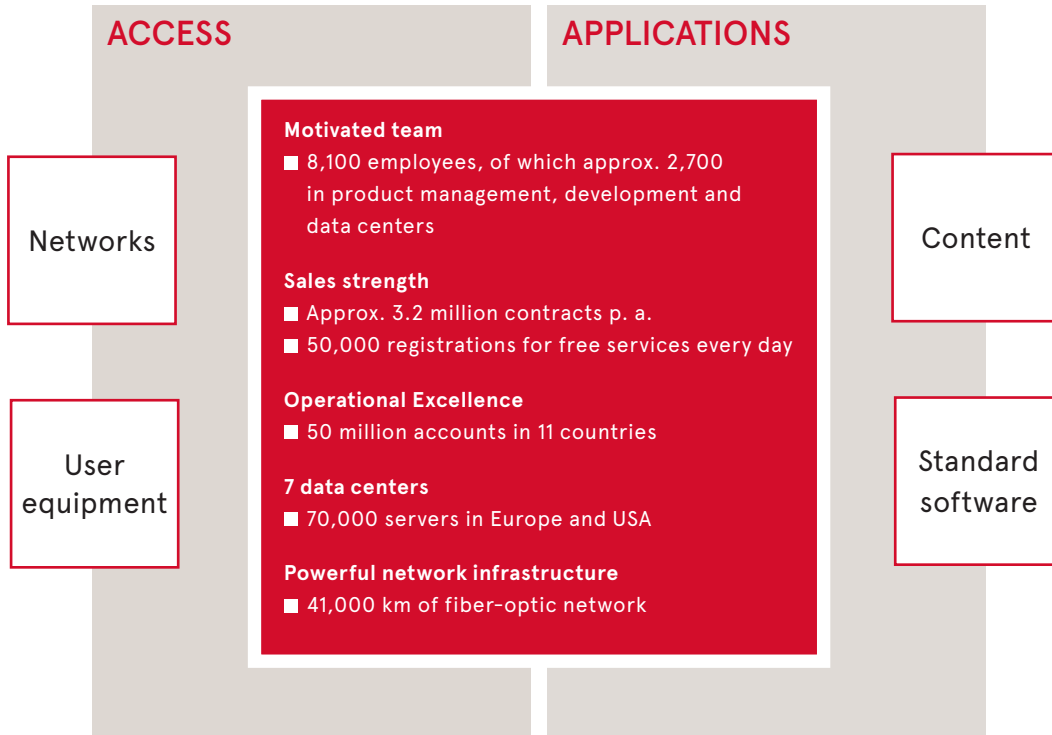 ACCESS
APPLICATIONS
Networks
User
equipment
Motivated team
8,100 employees, of which approx. 2,700
in product management, development and
data centers
Sales strength
Approx. 3.2 million contracts p. a.
50,000 registrations for free services every day
Operational Excellence
50 million accounts in 11 countries
7 data centers
70,000 servers in Europe and USA
Powerful network infrastructure
41,000 km of fiber-optic network
Content
Standard
software